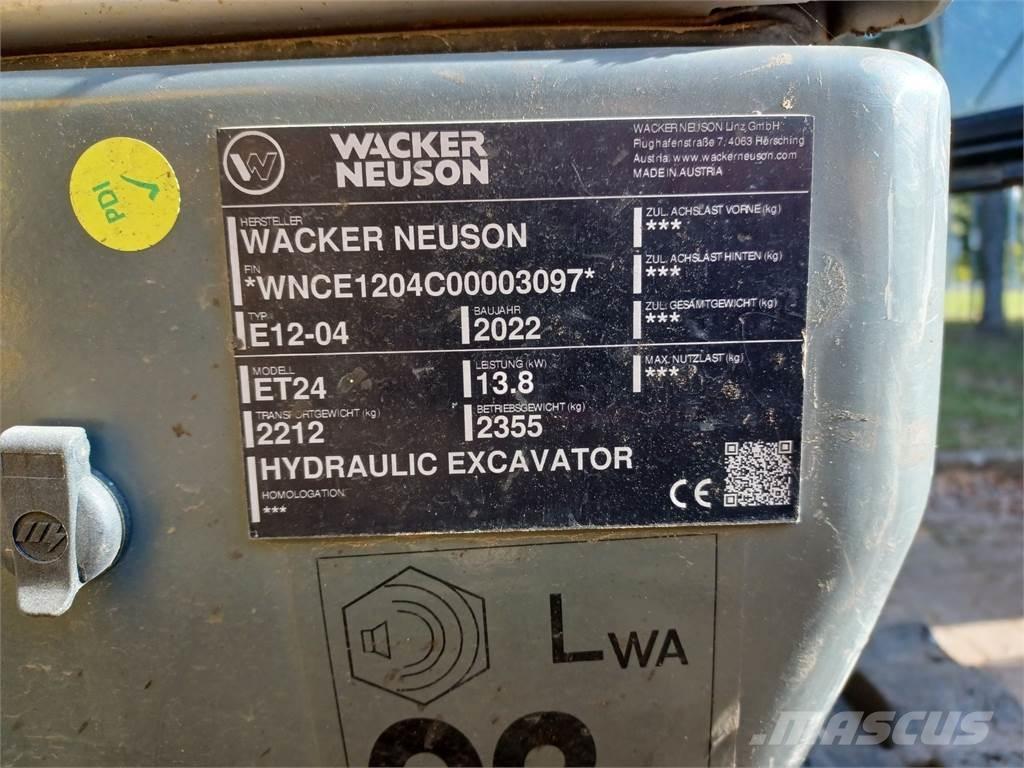 WACKER
NEUSON
WACKER NEUSON Linz GmbH
Flughafenstraße 7, 4063 Hörsching
Austria, www.wackerneuson.com
MADE IN AUSTRIA
PDI
HERSTELLER
WACKER NEUSON
ZUL. ACHSLAST VORNE (kg)
***
FIN
*WNCE1204C00003097*
ZUL. ACHSLAST HINTEN (kg)
***
TYP
E12-04
BAUJAHR
2022
ZUL. GESAMTGEWICHT (kg)
***
MODELL
ET24
LEISTUNG (kW)
13.8
MAX. NUTZLAST (kg)
***
TRANSPORTGEWICHT (kg)
2212
BETRIEBSGEWICHT (kg)
2355
HYDRAULIC EXCAVATOR
HOMOLOGATION
***
CE
LWA
MASCUS